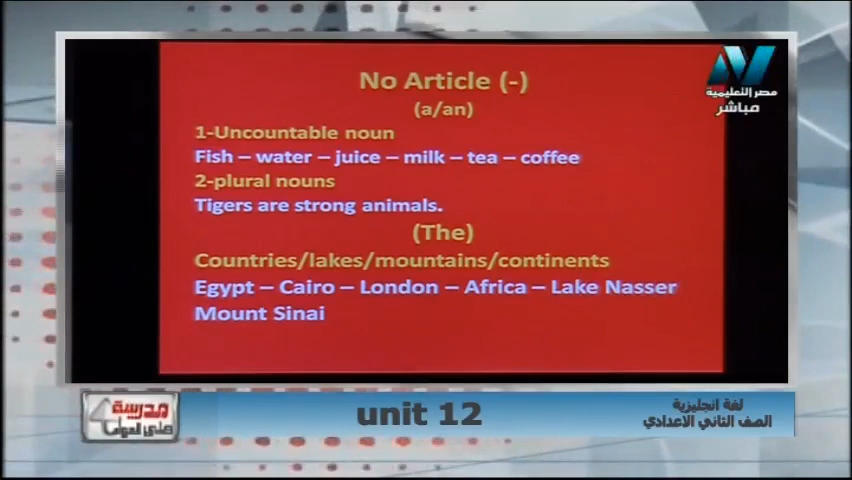 No Article (-)
(a/an)
1-Uncountable noun
Fish – water – juice – milk – tea – coffee
2-plural nouns
Tigers are strong animals.
(The)
Countries/lakes/mountains/continents
Egypt – Cairo – London – Africa – Lake Nasser
Mount Sinai
مصر التعليمية
مباشر
مدرسة
على الهواء
unit 12
لغة انجليزية
الصف الثاني الاعدادي